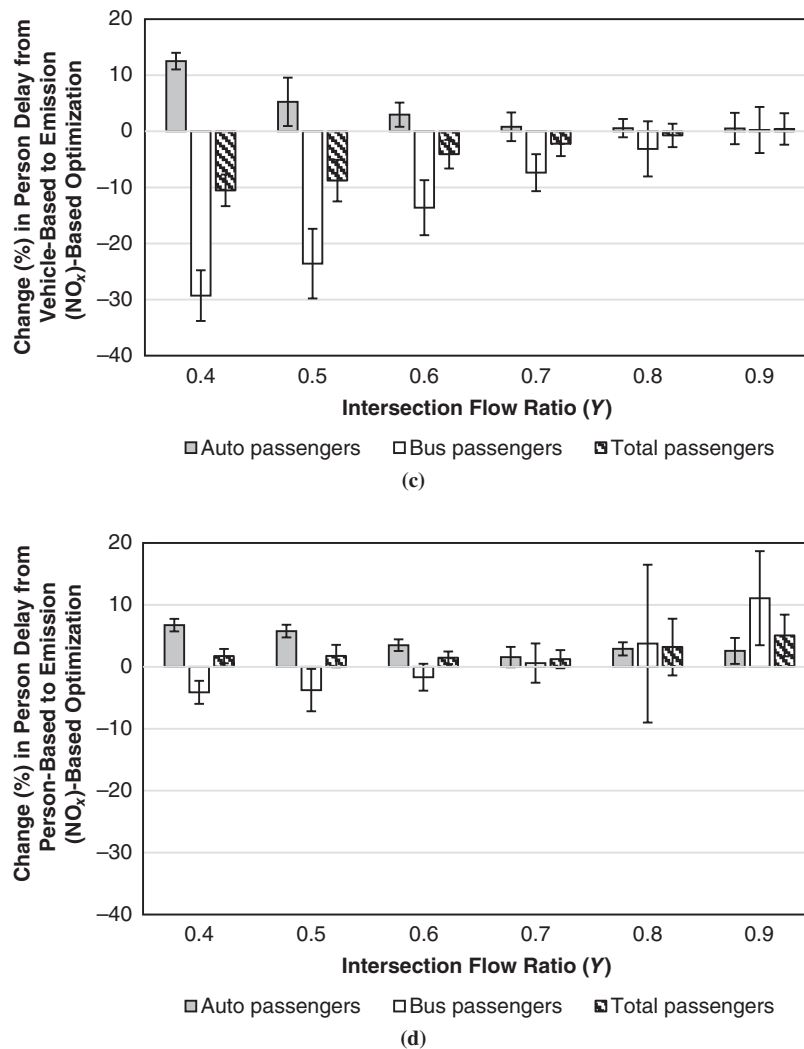 20
10
0
–10
–20
–30
–40
Change (%) in Person Delay from
Vehicle-Based to Emission
(NOx)-Based Optimization
0.4 0.5 0.6 0.7 0.8 0.9
Intersection Flow Ratio (Y)
Auto passengers Bus passengers Total passengers
(c)
20
10
0
–10
–20
–30
–40
Change (%) in Person Delay from
Person-Based to Emission
(NOx)-Based Optimization
0.4 0.5 0.6 0.7 0.8 0.9
Intersection Flow Ratio (Y)
Auto passengers Bus passengers Total passengers
(d)